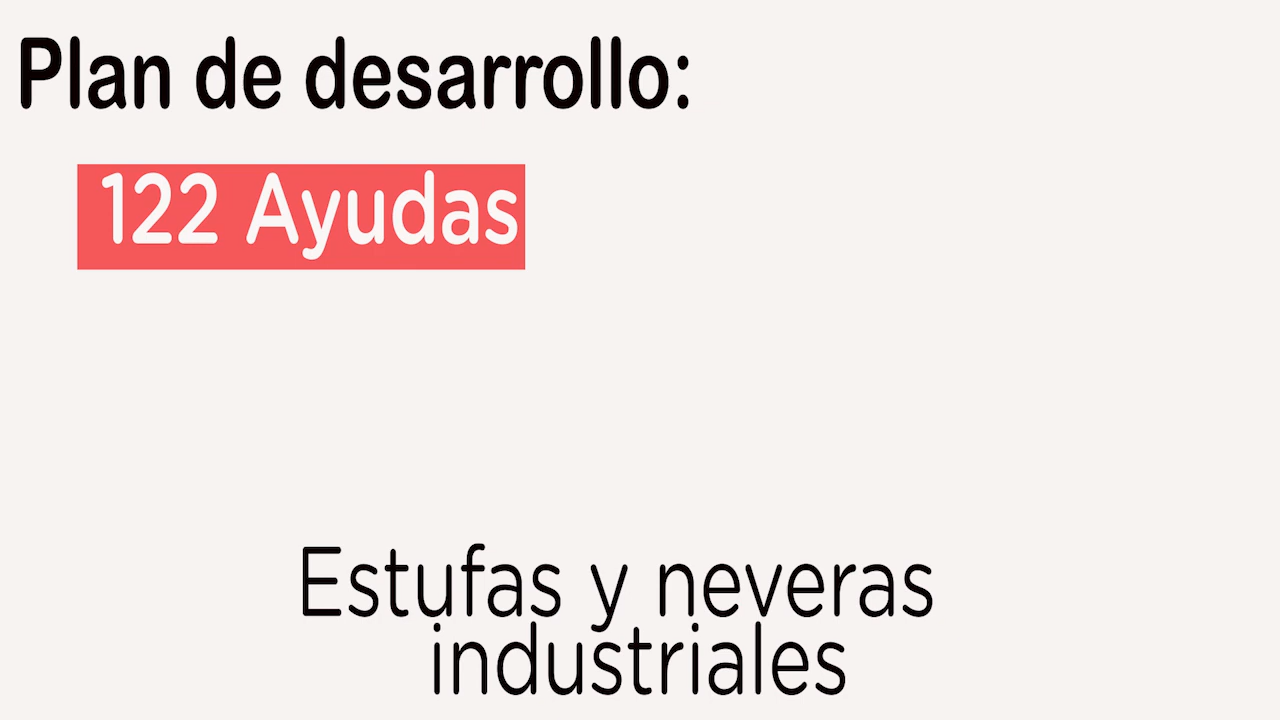 Plan de desarrollo:
122 Ayudas
Estufas y neveras
industriales